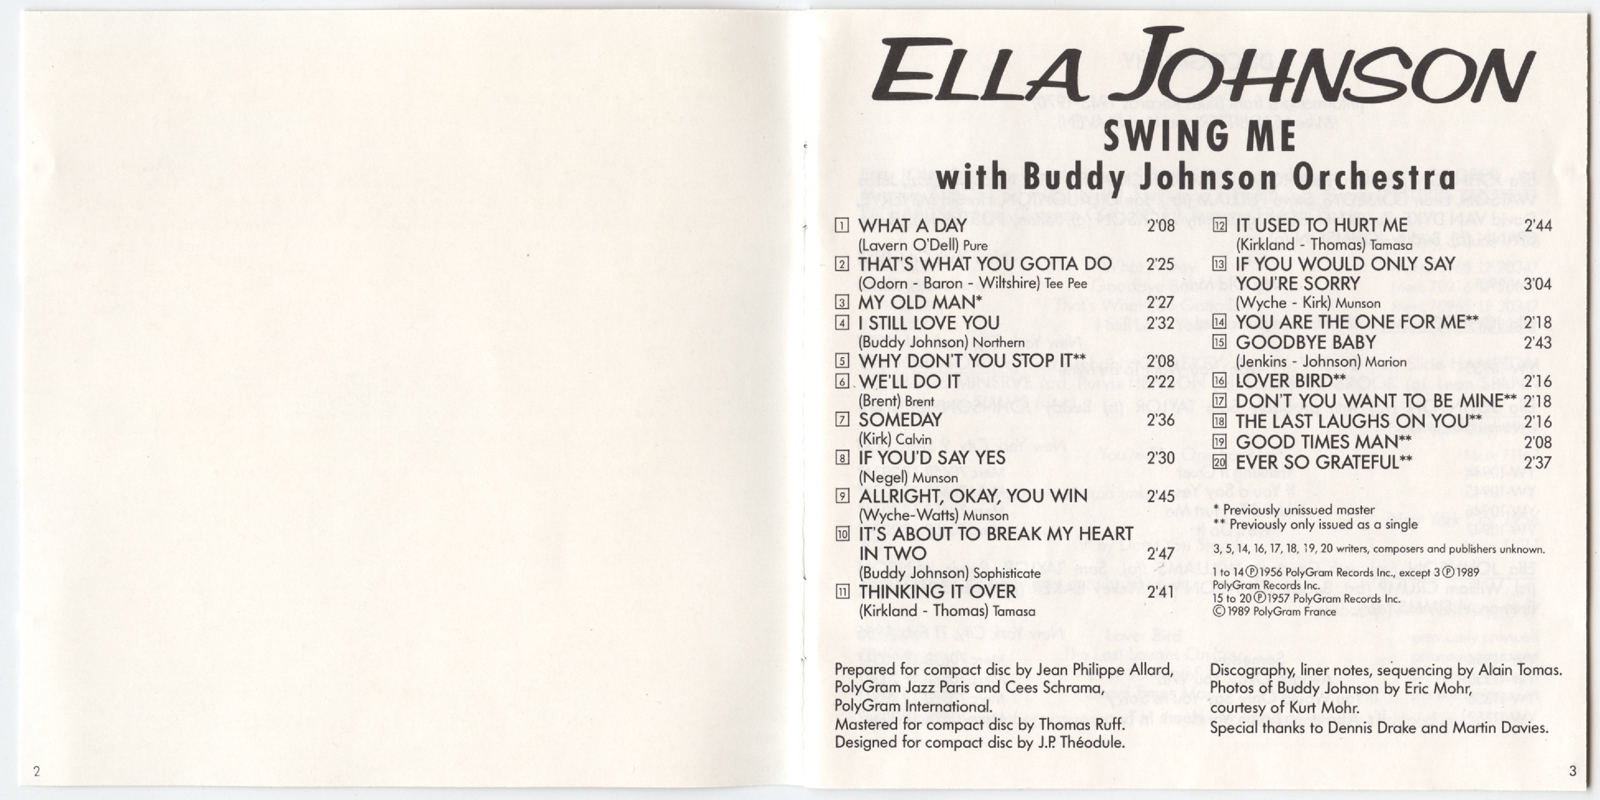 ELLA JOHNSON
SWING ME
with Buddy Johnson Orchestra
1 WHAT A DAY 2'08
(Lavern O'Dell) Pure
2 THAT'S WHAT YOU GOTTA DO 2'25
(Odorn - Baron - Wiltshire) Tee Pee
3 MY OLD MAN* 2'27
4 I STILL LOVE YOU 2'32
(Buddy Johnson) Northern
5 WHY DON'T YOU STOP IT** 2'08
6 WE'LL DO IT 2'22
(Brent) Brent
7 SOMEDAY 2'36
(Kirk) Calvin
8 IF YOU'D SAY YES 2'30
(Negel) Munson
9 ALLRIGHT, OKAY, YOU WIN 2'45
(Wyche-Watts) Munson
10 IT'S ABOUT TO BREAK MY HEART
IN TWO 2'47
(Buddy Johnson) Sophisticate
11 THINKING IT OVER 2'41
(Kirkland - Thomas) Tamasa
12 IT USED TO HURT ME 2'44
(Kirkland - Thomas) Tamasa
13 IF YOU WOULD ONLY SAY
YOU'RE SORRY 3'04
(Wyche - Kirk) Munson
14 YOU ARE THE ONE FOR ME** 2'18
15 GOODBYE BABY 2'43
(Jenkins - Johnson) Marion
16 LOVER BIRD** 2'16
17 DON'T YOU WANT TO BE MINE** 2'18
18 THE LAST LAUGHS ON YOU** 2'16
19 GOOD TIMES MAN** 2'08
20 EVER SO GRATEFUL** 2'37
* Previously unissued master
** Previously only issued as a single
3, 5, 14, 16, 17, 18, 19, 20 writers, composers and publishers unknown.
1 to 14 Ⓟ 1956 PolyGram Records Inc., except 3 Ⓟ 1989
PolyGram Records Inc.
15 to 20 Ⓟ 1957 PolyGram Records Inc.
© 1989 PolyGram France
Prepared for compact disc by Jean Philippe Allard,
PolyGram Jazz Paris and Cees Schrama,
PolyGram International.
Mastered for compact disc by Thomas Ruff.
Designed for compact disc by J.P. Théodule.
Discography, liner notes, sequencing by Alain Tomas.
Photos of Buddy Johnson by Eric Mohr,
courtesy of Kurt Mohr.
Special thanks to Dennis Drake and Martin Davies.
2
3